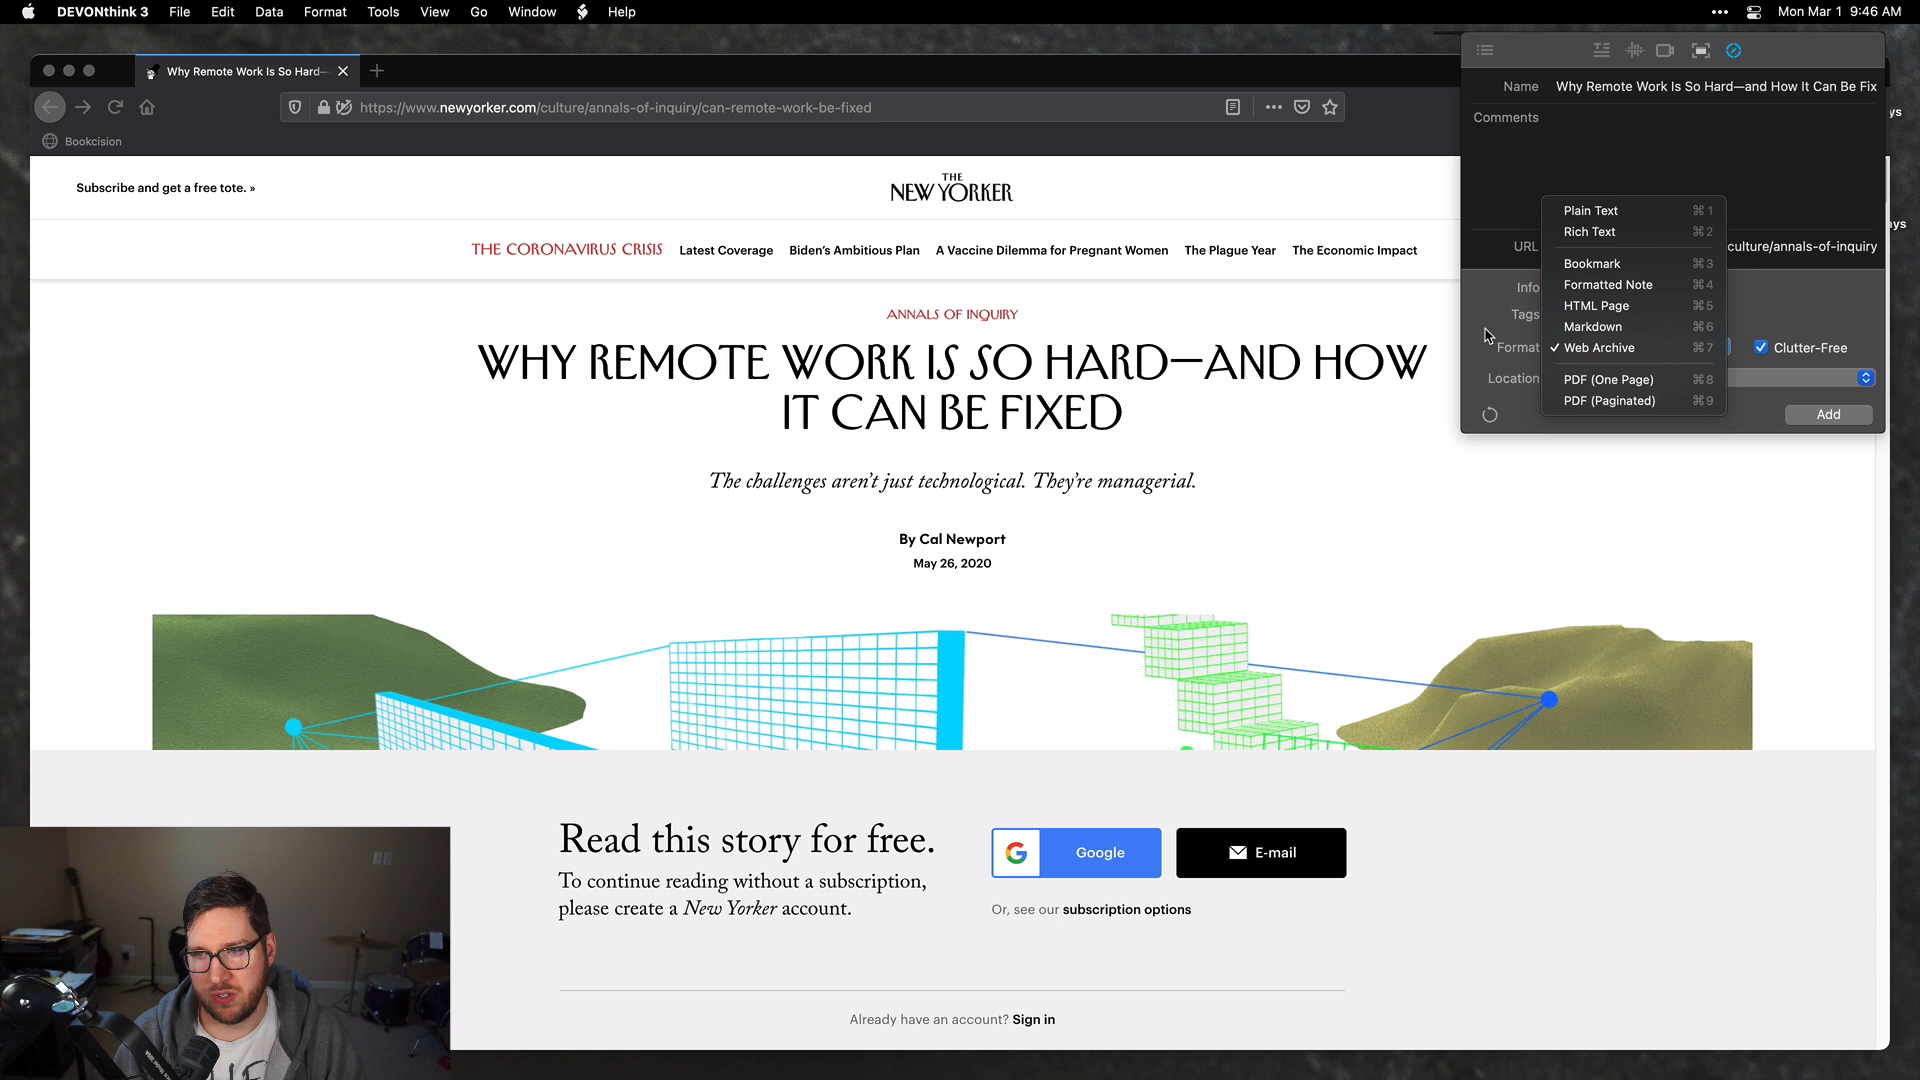 DEVONthink 3 File Edit Data Format Tools View Go Window Help
Mon Mar 1 9:46 AM
Why Remote Work Is So Hard—
https://www.newyorker.com/culture/annals-of-inquiry/can-remote-work-be-fixed
Bookcision
Subscribe and get a free tote. »
THE
NEW YORKER
THE CORONAVIRUS CRISIS Latest Coverage Biden’s Ambitious Plan A Vaccine Dilemma for Pregnant Women The Plague Year The Economic Impact
ANNALS OF INQUIRY
WHY REMOTE WORK IS SO HARD—AND HOW
IT CAN BE FIXED
The challenges aren’t just technological. They’re managerial.
By Cal Newport
May 26, 2020
Read this story for free.
To continue reading without a subscription,
please create a New Yorker account.
Google
E-mail
Or, see our subscription options
Already have an account? Sign in
Name Why Remote Work Is So Hard—and How It Can Be Fix
Comments
URL culture/annals-of-inquiry
Info
Tags
Format
Location
Plain Text ⌘1
Rich Text ⌘2
Bookmark ⌘3
Formatted Note ⌘4
HTML Page ⌘5
Markdown ⌘6
✓ Web Archive ⌘7
PDF (One Page) ⌘8
PDF (Paginated) ⌘9
Clutter-Free
Add
ys
ays